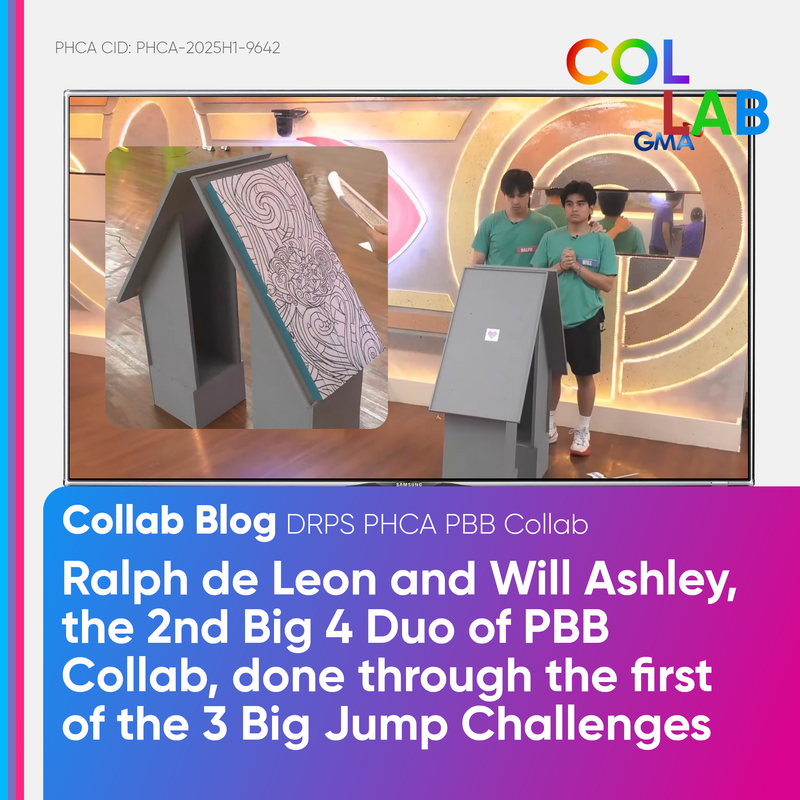 PHCA CID: PHCA-2025H1-9642
COL
LAB
GMA
RALPH
WILL
SAMSUNG
Collab Blog DRPS PHCA PBB Collab
Ralph de Leon and Will Ashley,
the 2nd Big 4 Duo of PBB
Collab, done through the first
of the 3 Big Jump Challenges